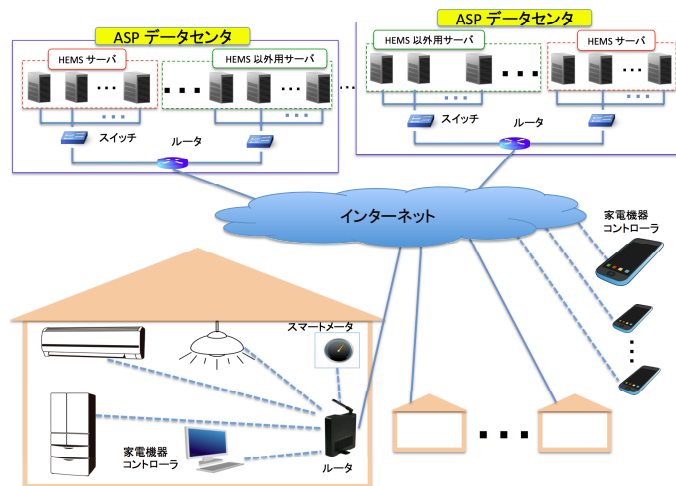 ASP データセンタ
HEMS サーバ
HEMS 以外用サーバ
スイッチ
ルータ
ASP データセンタ
HEMS 以外用サーバ
HEMS サーバ
スイッチ
ルータ
インターネット
家電機器
コントローラ
スマートメータ
家電機器
コントローラ
ルータ